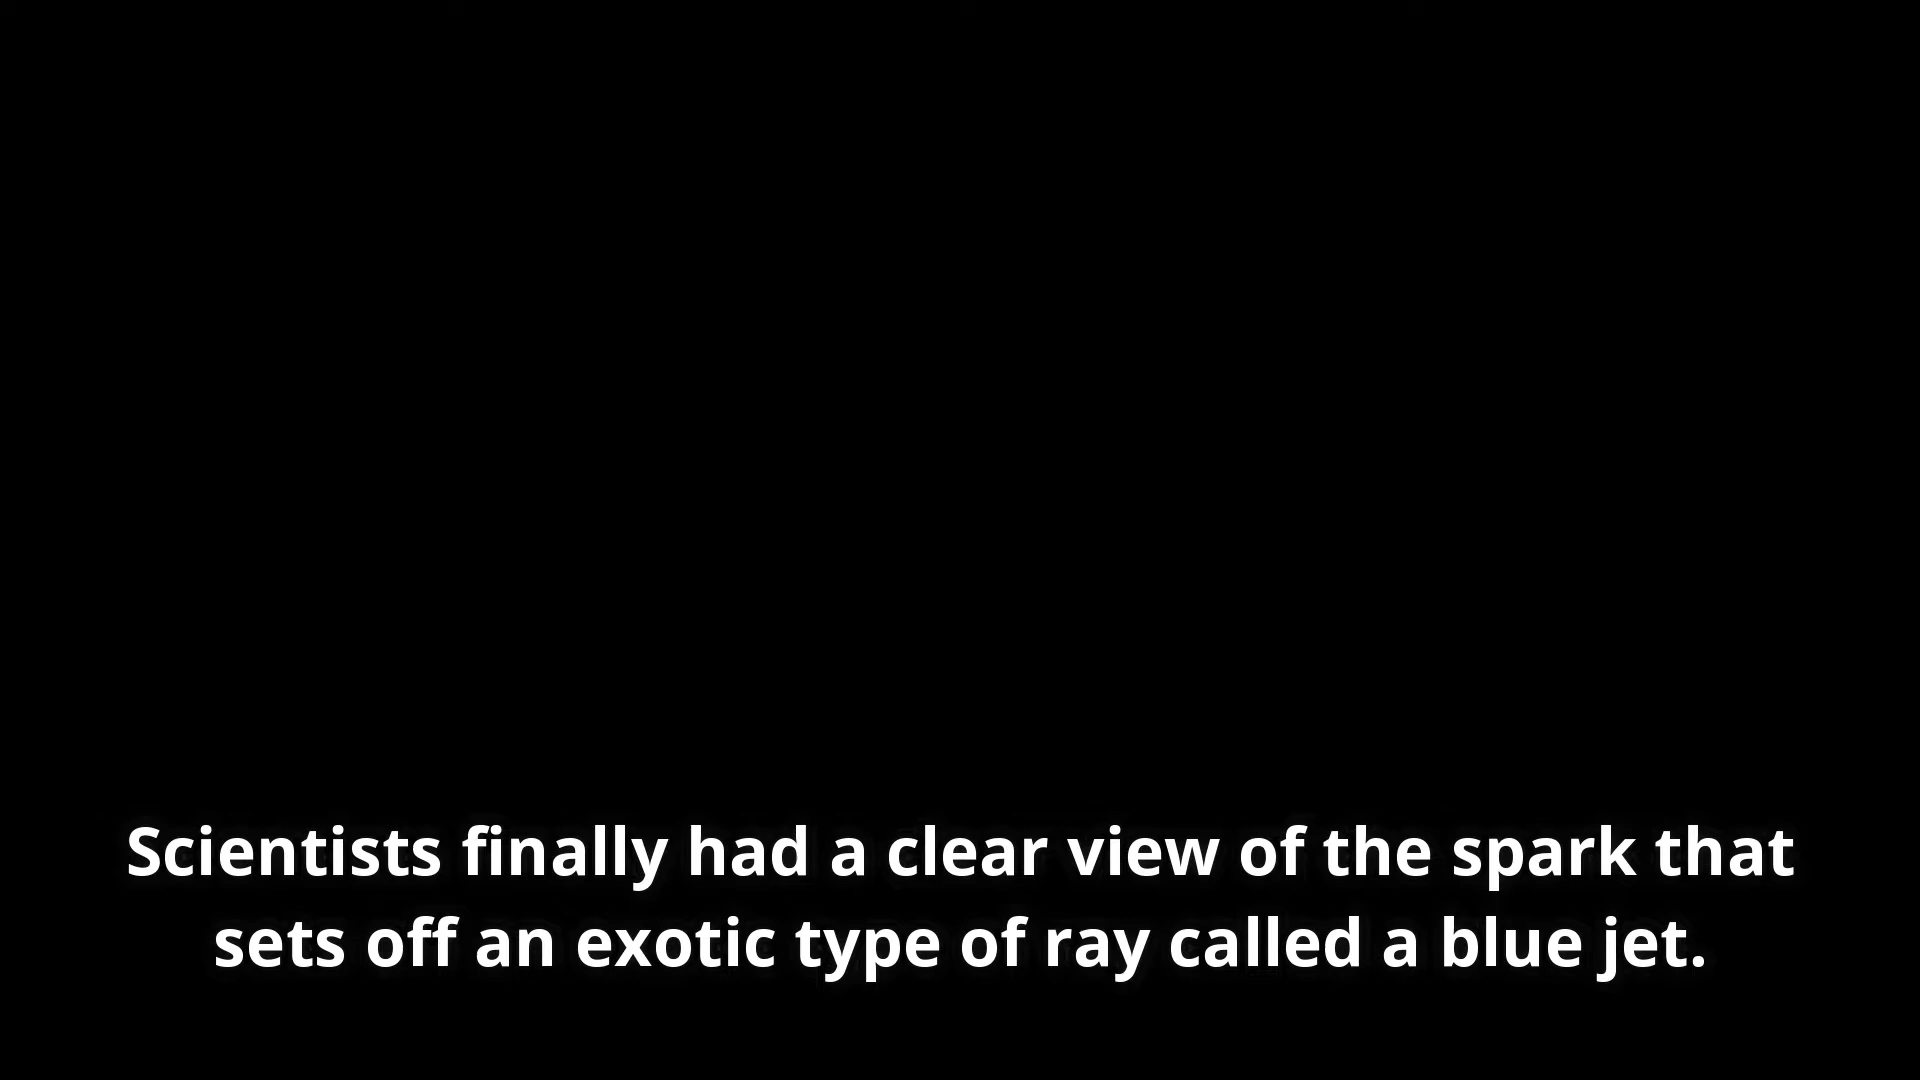 Scientists finally had a clear view of the spark that
sets off an exotic type of ray called a blue jet.